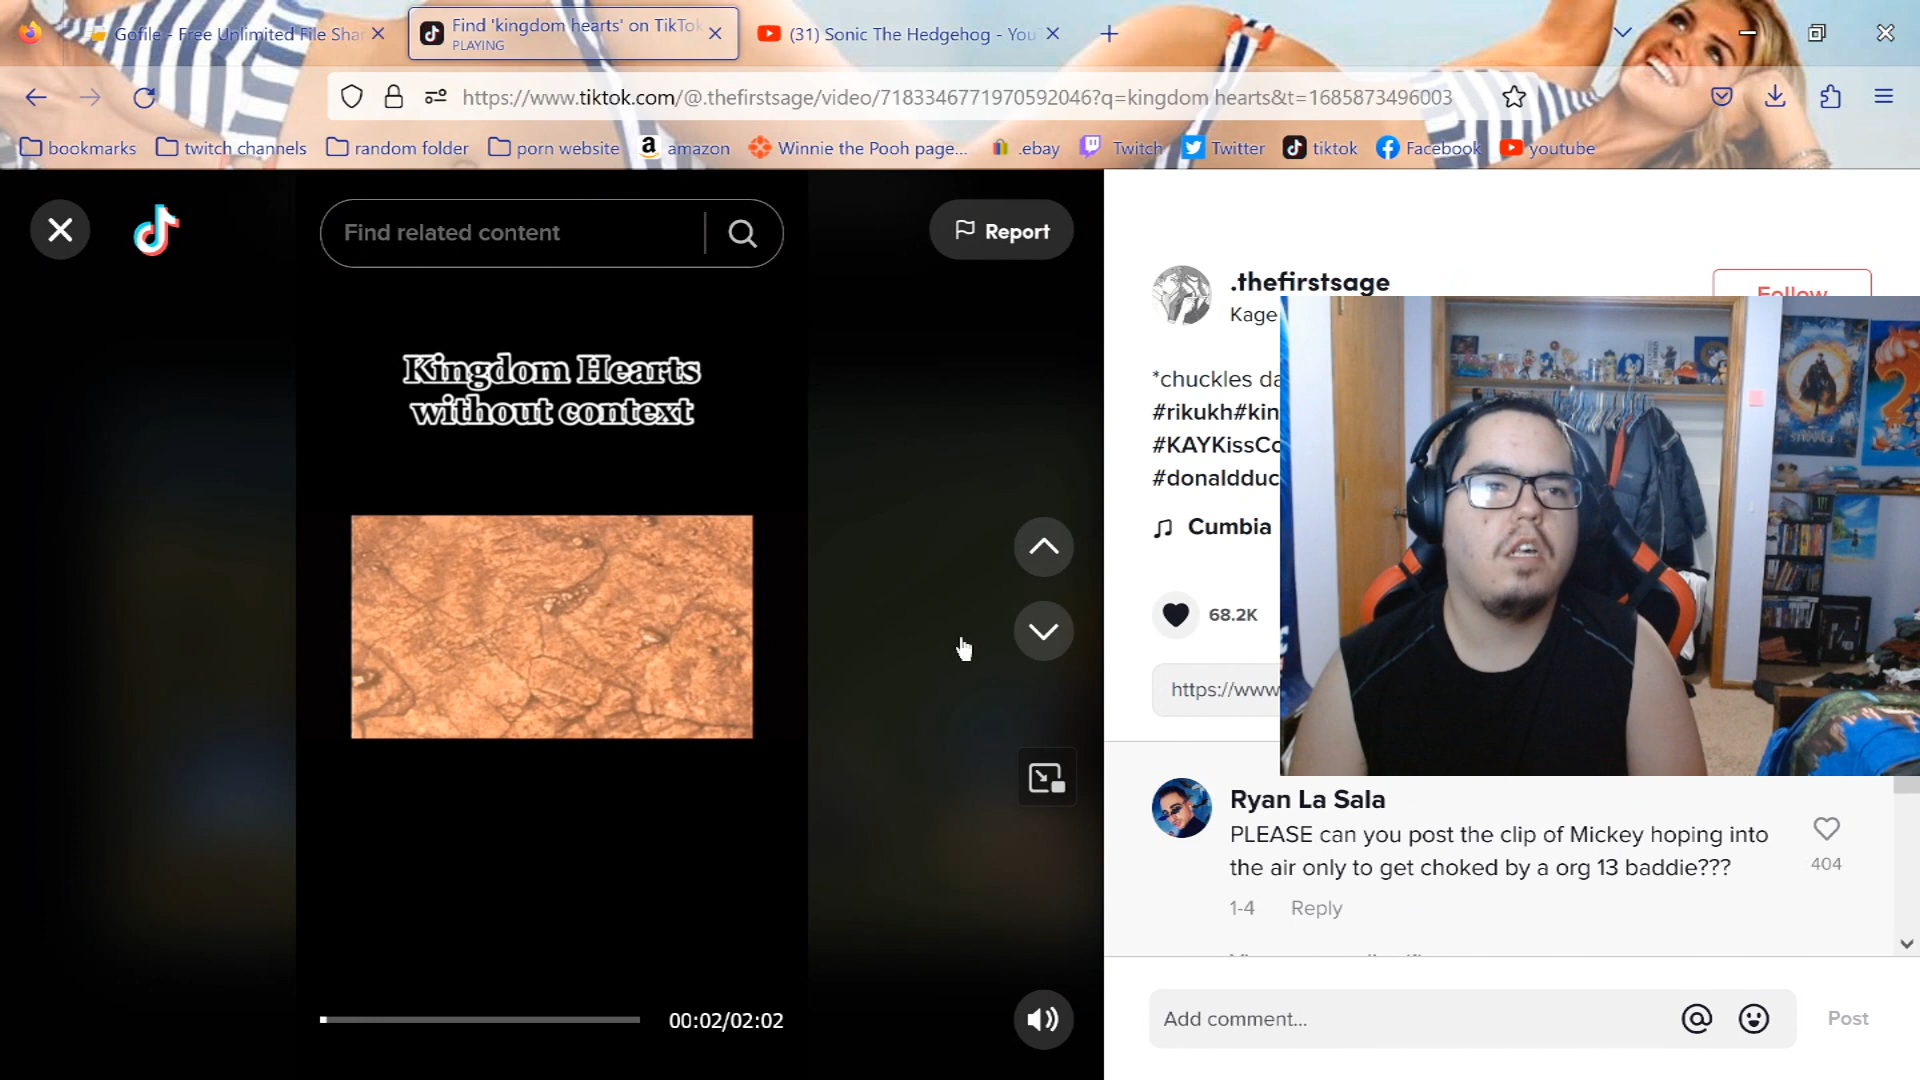 Gofile - Free Unlimited File Shar
Find 'kingdom hearts' on TikTok
PLAYING
(31) Sonic The Hedgehog - YouT
https://www.tiktok.com/@.thefirstsage/video/7183346771970592046?q=kingdom hearts&t=1685873496003
bookmarks
twitch channels
random folder
porn website
amazon
Winnie the Pooh page...
.ebay
Twitch
Twitter
tiktok
Facebook
youtube
Find related content
Report
Kingdom Hearts
without context
00:02/02:02
.thefirstsage
Kage
Follow
*chuckles da
#rikukh#kin
#KAYKissCo
#donaldduc
Cumbia
68.2K
https://www
STRANGE
Ryan La Sala
PLEASE can you post the clip of Mickey hoping into
the air only to get choked by a org 13 baddie???
404
1-4 Reply
Add comment...
Post